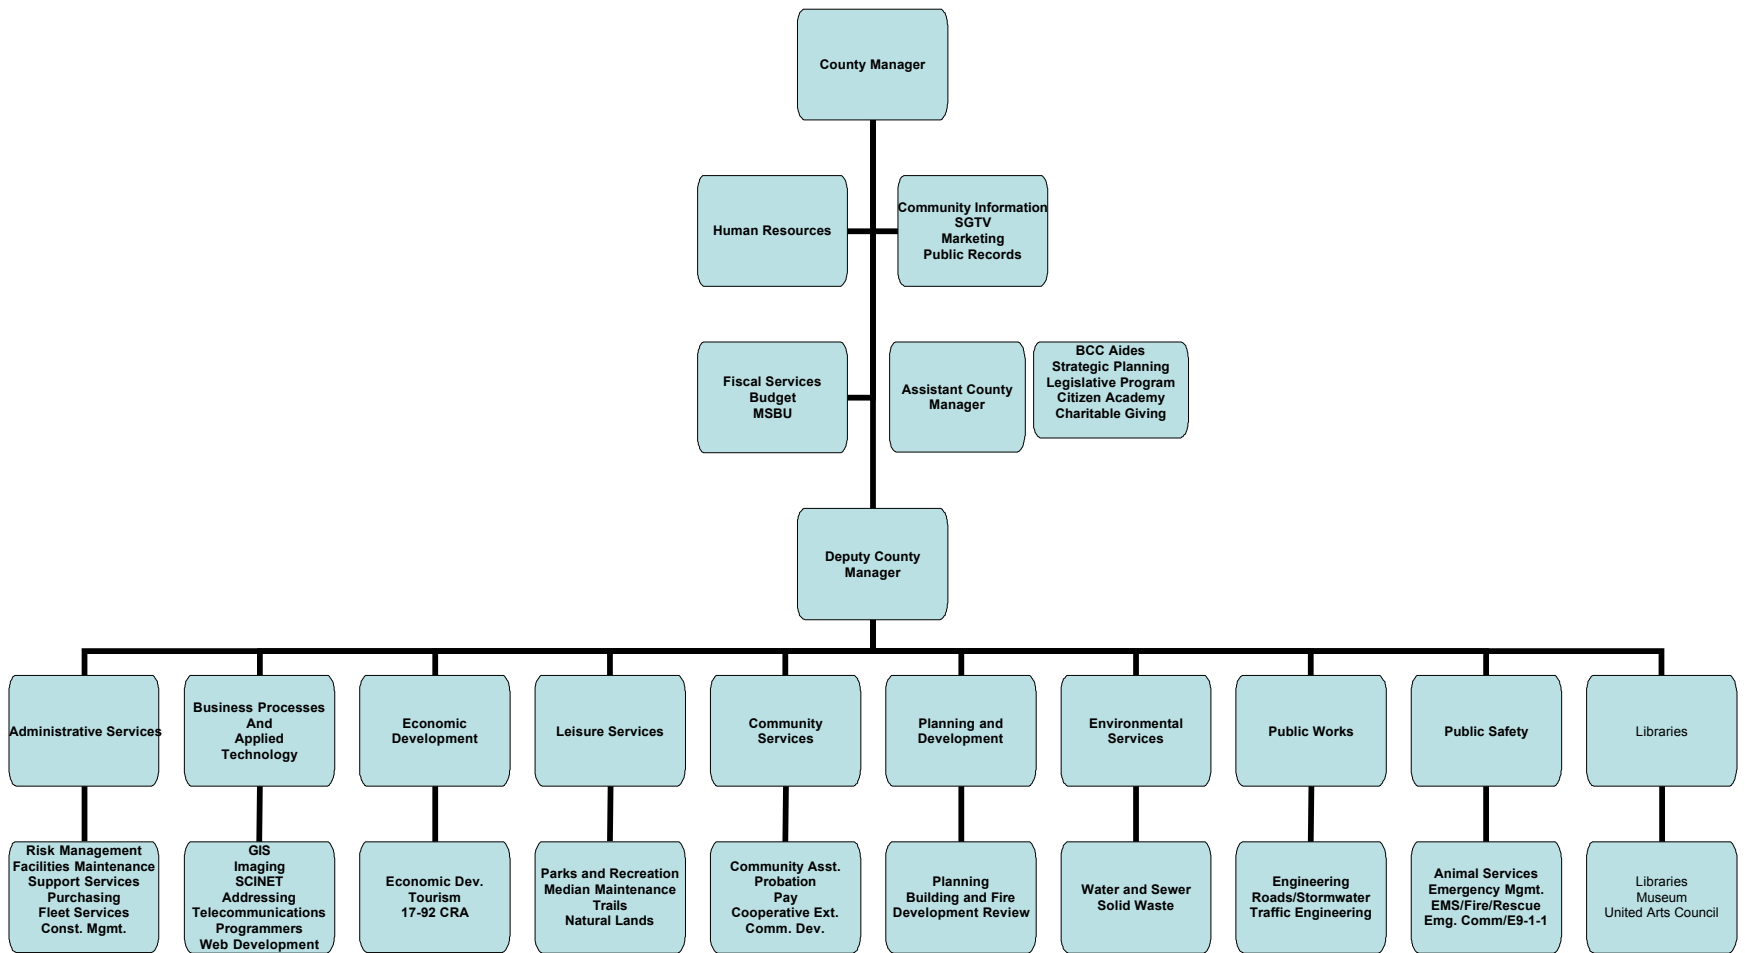 County Manager
Human Resources
Community Information
SGTV
Marketing
Public Records
Fiscal Services
Budget
MSBU
Assistant County
Manager
BCC Aides
Strategic Planning
Legislative Program
Citizen Academy
Charitable Giving
Deputy County
Manager
Administrative Services
Business Processes
And
Applied
Technology
Economic
Development
Leisure Services
Community
Services
Planning and
Development
Environmental
Services
Public Works
Public Safety
Libraries
Risk Management
Facilities Maintenance
Support Services
Purchasing
Fleet Services
Const. Mgmt.
GIS
Imaging
SCINET
Addressing
Telecommunications
Programmers
Web Development
Economic Dev.
Tourism
17-92 CRA
Parks and Recreation
Median Maintenance
Trails
Natural Lands
Community Asst.
Probation
Pay
Cooperative Ext.
Comm. Dev.
Planning
Building and Fire
Development Review
Water and Sewer
Solid Waste
Engineering
Roads/Stormwater
Traffic Engineering
Animal Services
Emergency Mgmt.
EMS/Fire/Rescue
Emg. Comm/E9-1-1
Libraries
Museum
United Arts Council